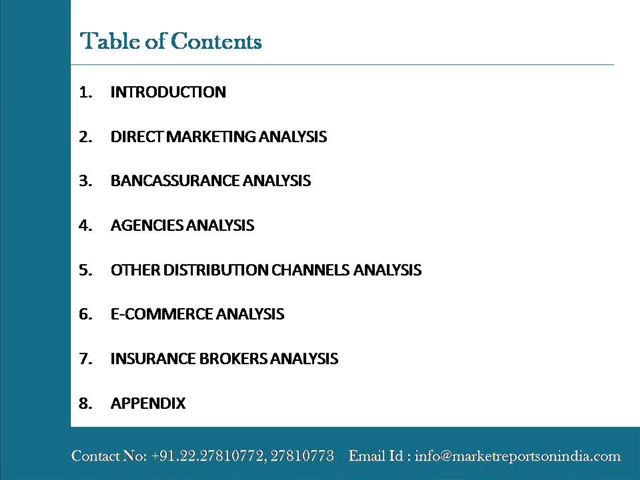 Table of Contents
1. INTRODUCTION
2. DIRECT MARKETING ANALYSIS
3. BANCASSURANCE ANALYSIS
4. AGENCIES ANALYSIS
5. OTHER DISTRIBUTION CHANNELS ANALYSIS
6. E-COMMERCE ANALYSIS
7. INSURANCE BROKERS ANALYSIS
8. APPENDIX
Contact No: +91.22.27810772, 27810773 Email Id : info@marketreportsonindia.com